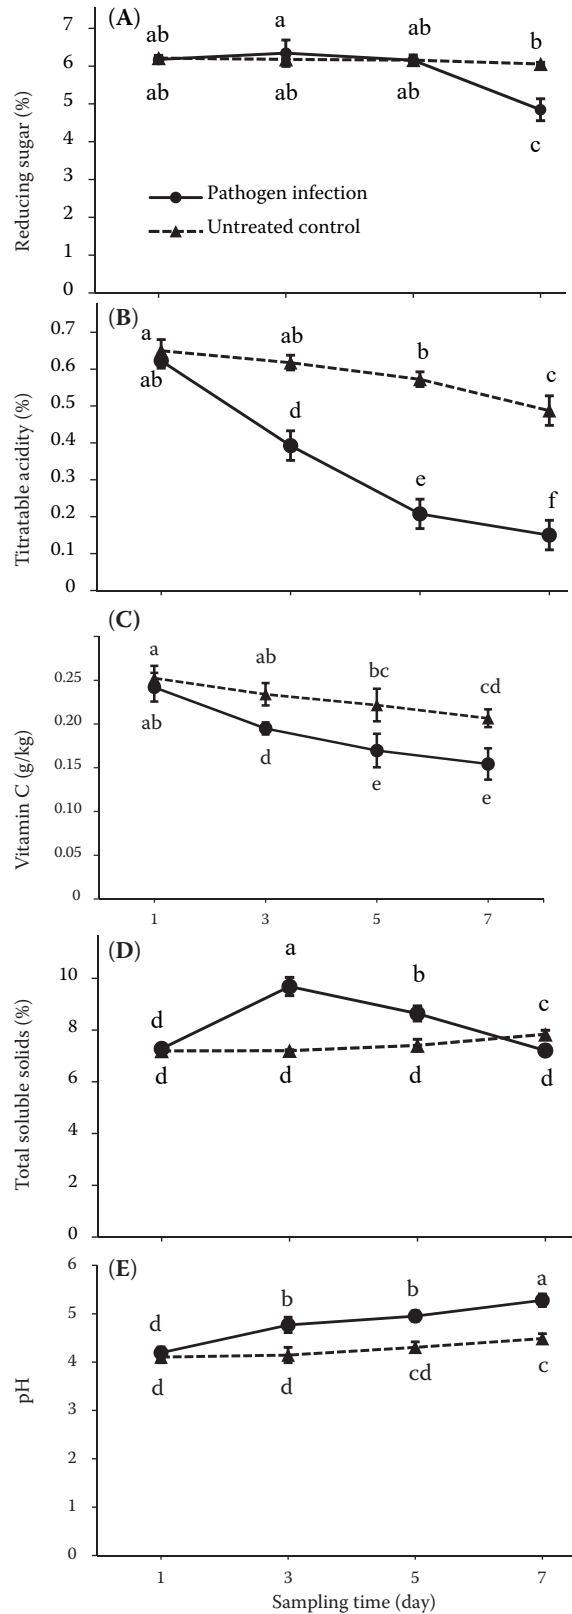 (A)
7
6
5
4
3
2
1
0
Reducing sugar (%)
ab a ab b
ab ab ab c
Pathogen infection
Untreated control
(B)
0.7
0.6
0.5
0.4
0.3
0.2
0.1
0
Titratable acidity (%)
a ab b c
ab d e f
(C)
0.25
0.20
0.15
0.10
0.05
0
Vitamin C (g/kg)
a ab bc cd
ab d e e
1 3 5 7
(D)
10
8
6
4
2
0
Total soluble solids (%)
d a b c
d d d d
(E)
6
5
4
3
2
1
0
pH
d b b a
d d cd c
1 3 5 7
Sampling time (day)